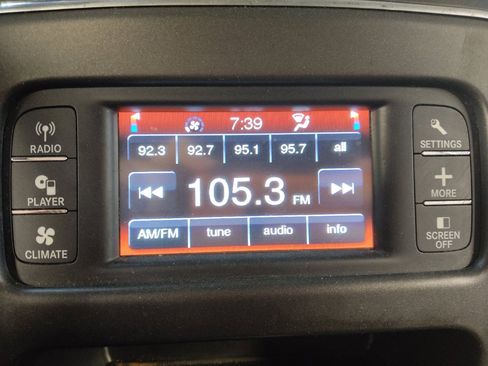 7:39
92.3 92.7 95.1 95.7 all
105.3 FM
AM/FM tune audio info
RADIO
PLAYER
CLIMATE
SETTINGS
MORE
SCREEN
OFF